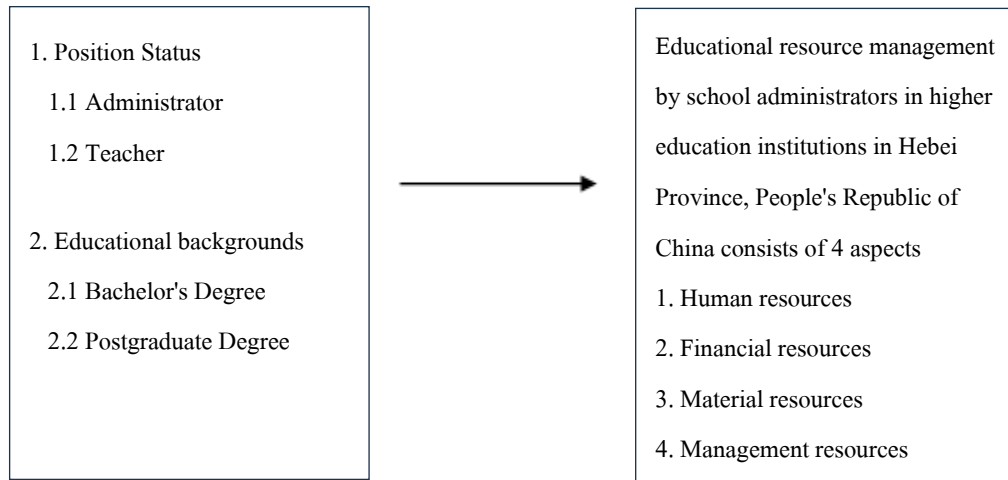 1. Position Status
1.1 Administrator
1.2 Teacher
2. Educational backgrounds
2.1 Bachelor's Degree
2.2 Postgraduate Degree
Educational resource management
by school administrators in higher
education institutions in Hebei
Province, People's Republic of
China consists of 4 aspects
1. Human resources
2. Financial resources
3. Material resources
4. Management resources